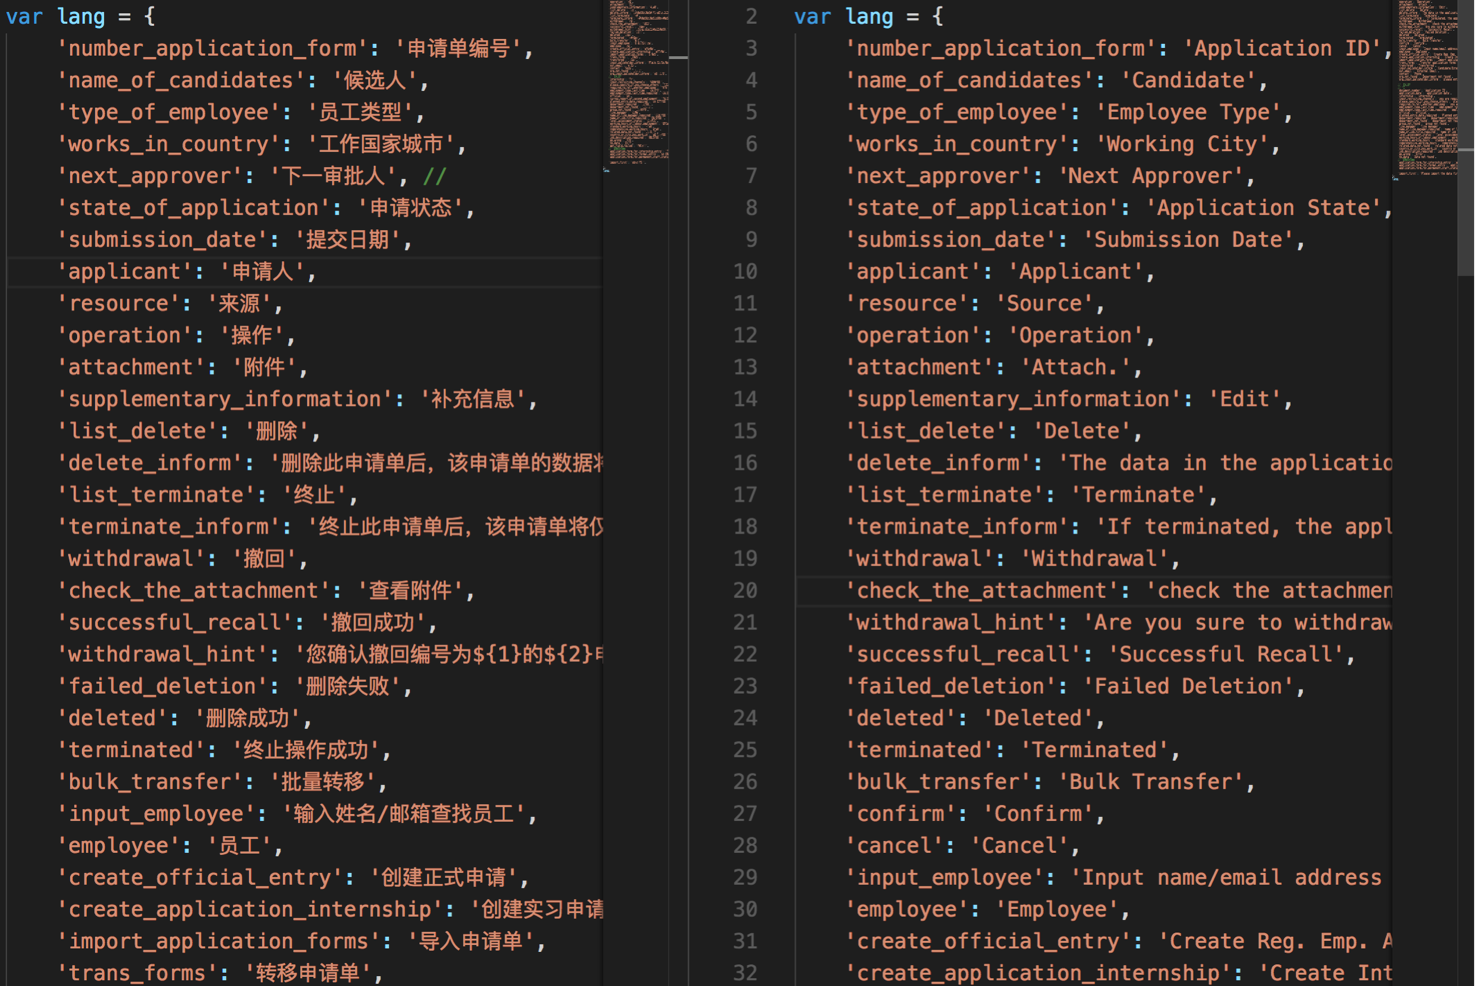 var lang = {
'number_application_form': '申请单编号',
'name_of_candidates': '候选人',
'type_of_employee': '员工类型',
'works_in_country': '工作国家城市',
'next_approver': '下一审批人', //
'state_of_application': '申请状态',
'submission_date': '提交日期',
'applicant': '申请人',
'resource': '来源',
'operation': '操作',
'attachment': '附件',
'supplementary_information': '补充信息',
'list_delete': '删除',
'delete_inform': '删除此申请单后，该申请单的数据将
'list_terminate': '终止',
'terminate_inform': '终止此申请单后，该申请单将仅
'withdrawal': '撤回',
'check_the_attachment': '查看附件',
'successful_recall': '撤回成功',
'withdrawal_hint': '您确认撤回编号为${1}的${2}申
'failed_deletion': '删除失败',
'deleted': '删除成功',
'terminated': '终止操作成功',
'bulk_transfer': '批量转移',
'input_employee': '输入姓名/邮箱查找员工',
'employee': '员工',
'create_official_entry': '创建正式申请',
'create_application_internship': '创建实习申请
'import_application_forms': '导入申请单',
'trans_forms': '转移申请单',
2 var lang = {
3 'number_application_form': 'Application ID',
4 'name_of_candidates': 'Candidate',
5 'type_of_employee': 'Employee Type',
6 'works_in_country': 'Working City',
7 'next_approver': 'Next Approver',
8 'state_of_application': 'Application State',
9 'submission_date': 'Submission Date',
10 'applicant': 'Applicant',
11 'resource': 'Source',
12 'operation': 'Operation',
13 'attachment': 'Attach.',
14 'supplementary_information': 'Edit',
15 'list_delete': 'Delete',
16 'delete_inform': 'The data in the applicatio
17 'list_terminate': 'Terminate',
18 'terminate_inform': 'If terminated, the appl
19 'withdrawal': 'Withdrawal',
20 'check_the_attachment': 'check the attachmen
21 'withdrawal_hint': 'Are you sure to withdraw
22 'successful_recall': 'Successful Recall',
23 'failed_deletion': 'Failed Deletion',
24 'deleted': 'Deleted',
25 'terminated': 'Terminated',
26 'bulk_transfer': 'Bulk Transfer',
27 'confirm': 'Confirm',
28 'cancel': 'Cancel',
29 'input_employee': 'Input name/email address
30 'employee': 'Employee',
31 'create_official_entry': 'Create Reg. Emp. A
32 'create_application_internship': 'Create Int